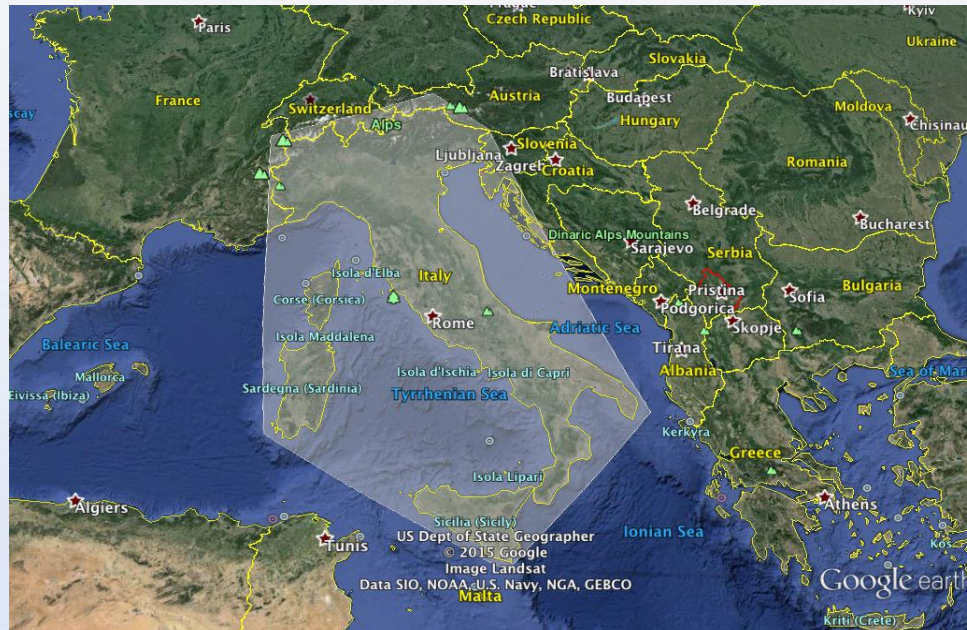 Paris
Prague
Czech Republic
Kyiv
Ukraine
Slovakia
Bratislava
France
Switzerland
Austria
Budapest
Hungary
Moldova
Chisinau
scay
Alps
Slovenia
Ljubljana
Zagreb
Croatia
Romania
Belgrade
Bucharest
Dinaric Alps Mountains
Sarajevo
Serbia
Isola d'Elba
Italy
Montenegro
Pristina
Bulgaria
Corse (Corsica)
Podgorica
Sofia
Rome
Adriatic Sea
Skopje
Isola Maddalena
Balearic Sea
Tirana
Albania
Sea of Mar
Mallorca
Isola d'Ischia
Isola di Capri
Eivissa (Ibiza)
Sardegna (Sardinia)
Tyrrhenian Sea
Kerkyra
Greece
Isola Lipari
Algiers
Athens
Sicilia (Sicily)
Ionian Sea
US Dept of State Geographer
Tunis
© 2015 Google
Kos
Image Landsat
Data SIO, NOAA, U.S. Navy, NGA, GEBCO
Google earth
Malta
Kriti (Crete)